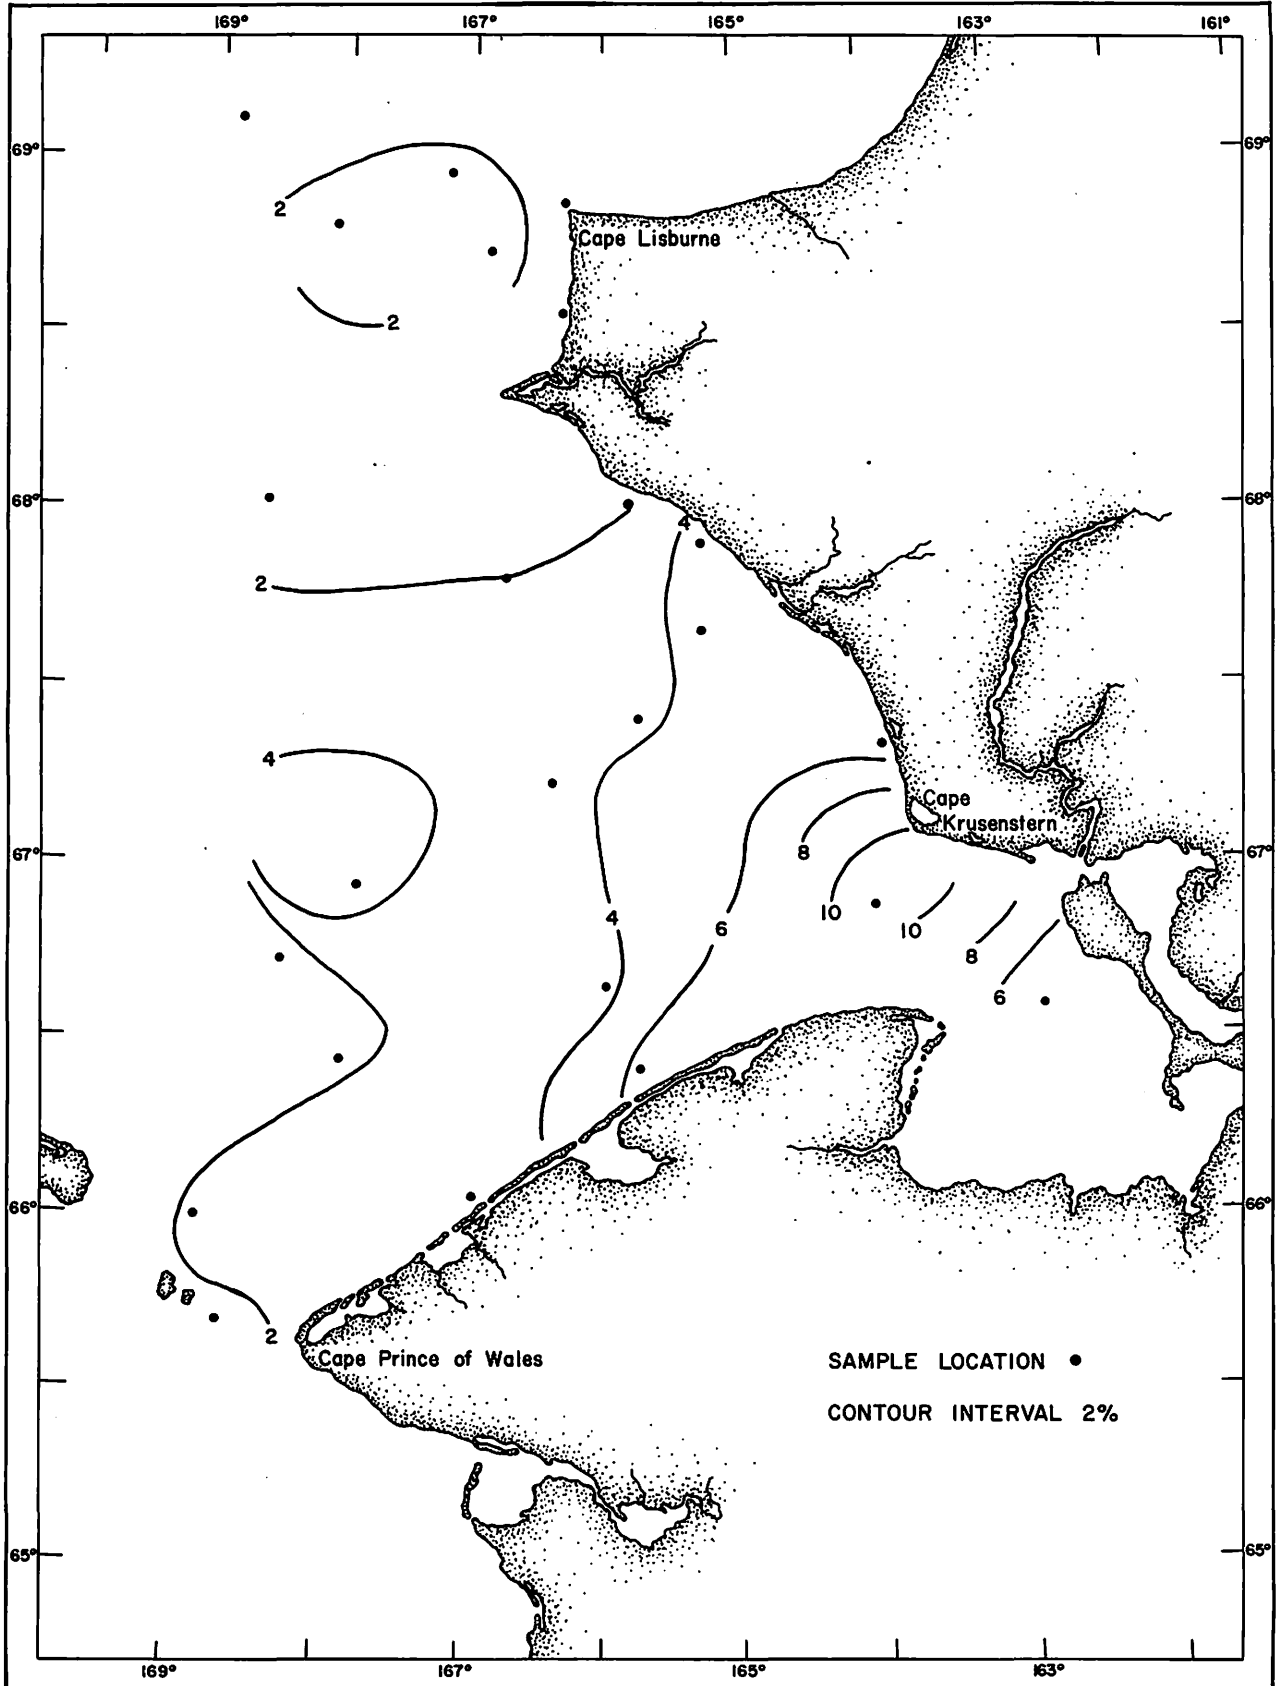 169° 167° 165° 163° 161°
69° 69°
2
Cape Lisburne
2
68° 68°
4
2
4
Cape
Krusenstern
8
67° 67°
10
4
6
10
8
6
66° 66°
2
Cape Prince of Wales
SAMPLE LOCATION
CONTOUR INTERVAL 2%
65° 65°
169° 167° 165° 163°